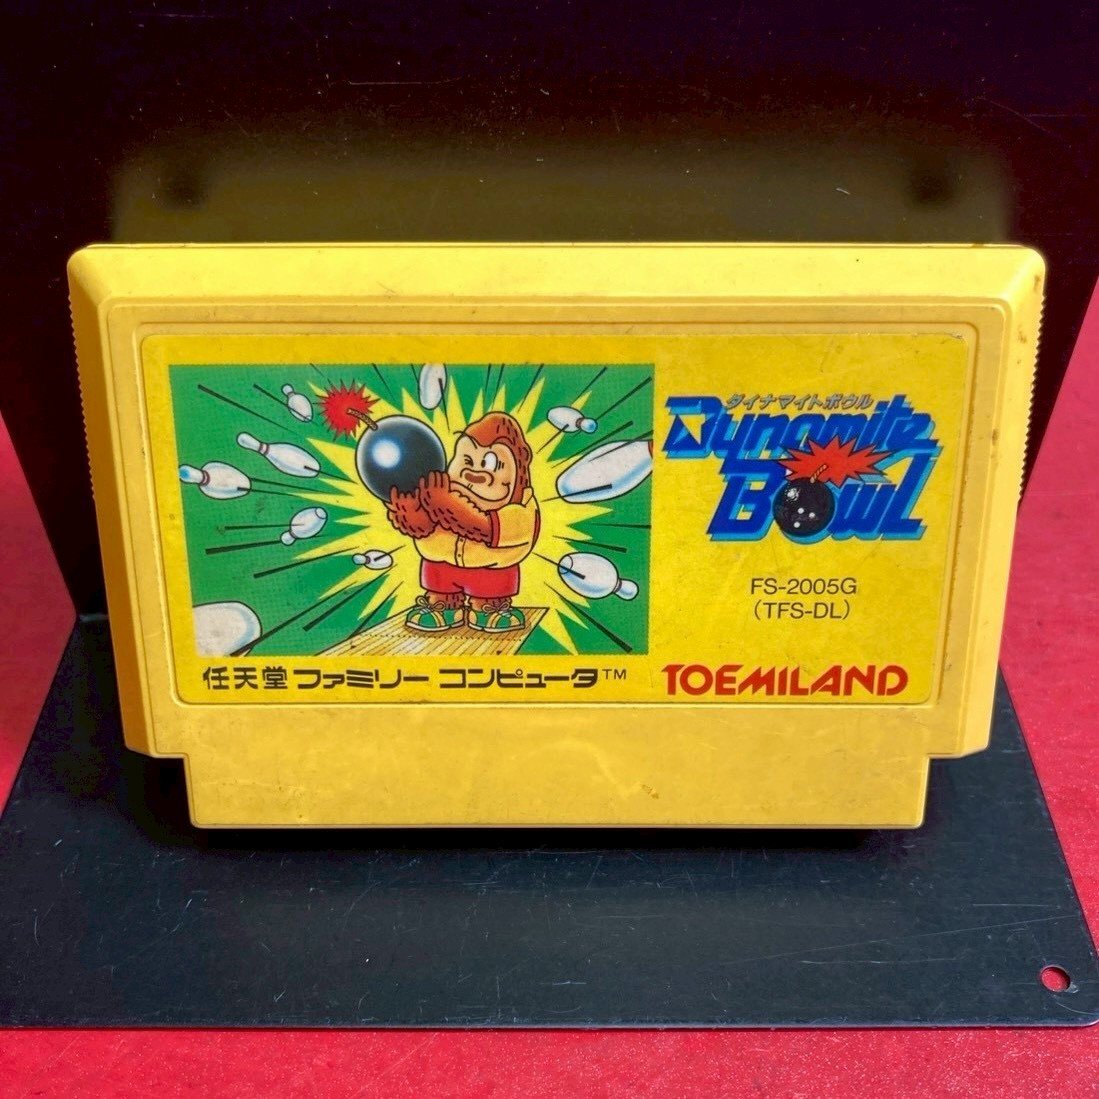 ダイナマイトボウル
Dynamite
Bowl
FS-2005G
(TFS-DL)
任天堂 ファミリー コンピュータ™
TOEMILAND